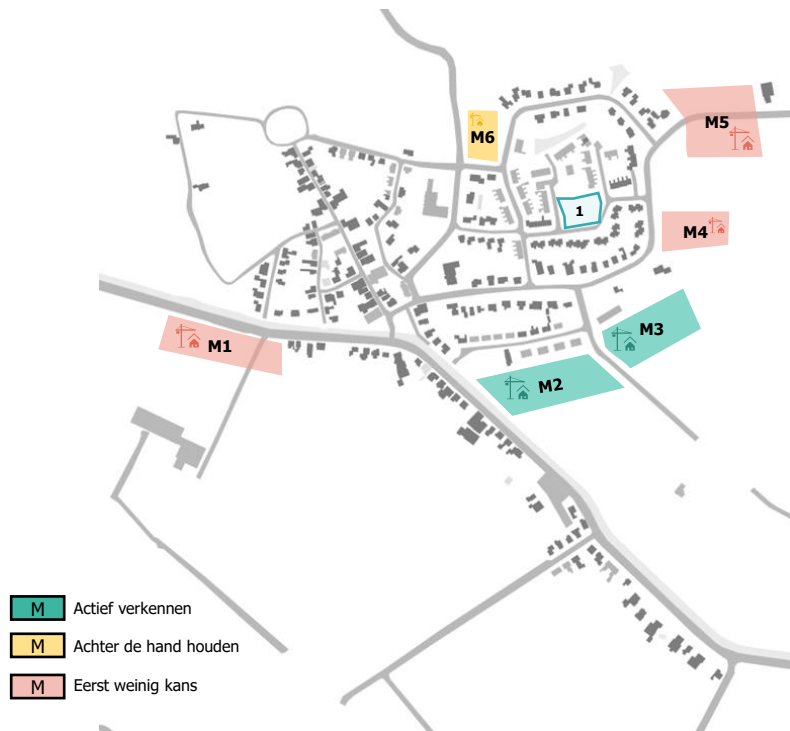 M6
M5
1
M4
M3
M1
M2
M Actief verkennen
M Achter de hand houden
M Eerst weinig kans